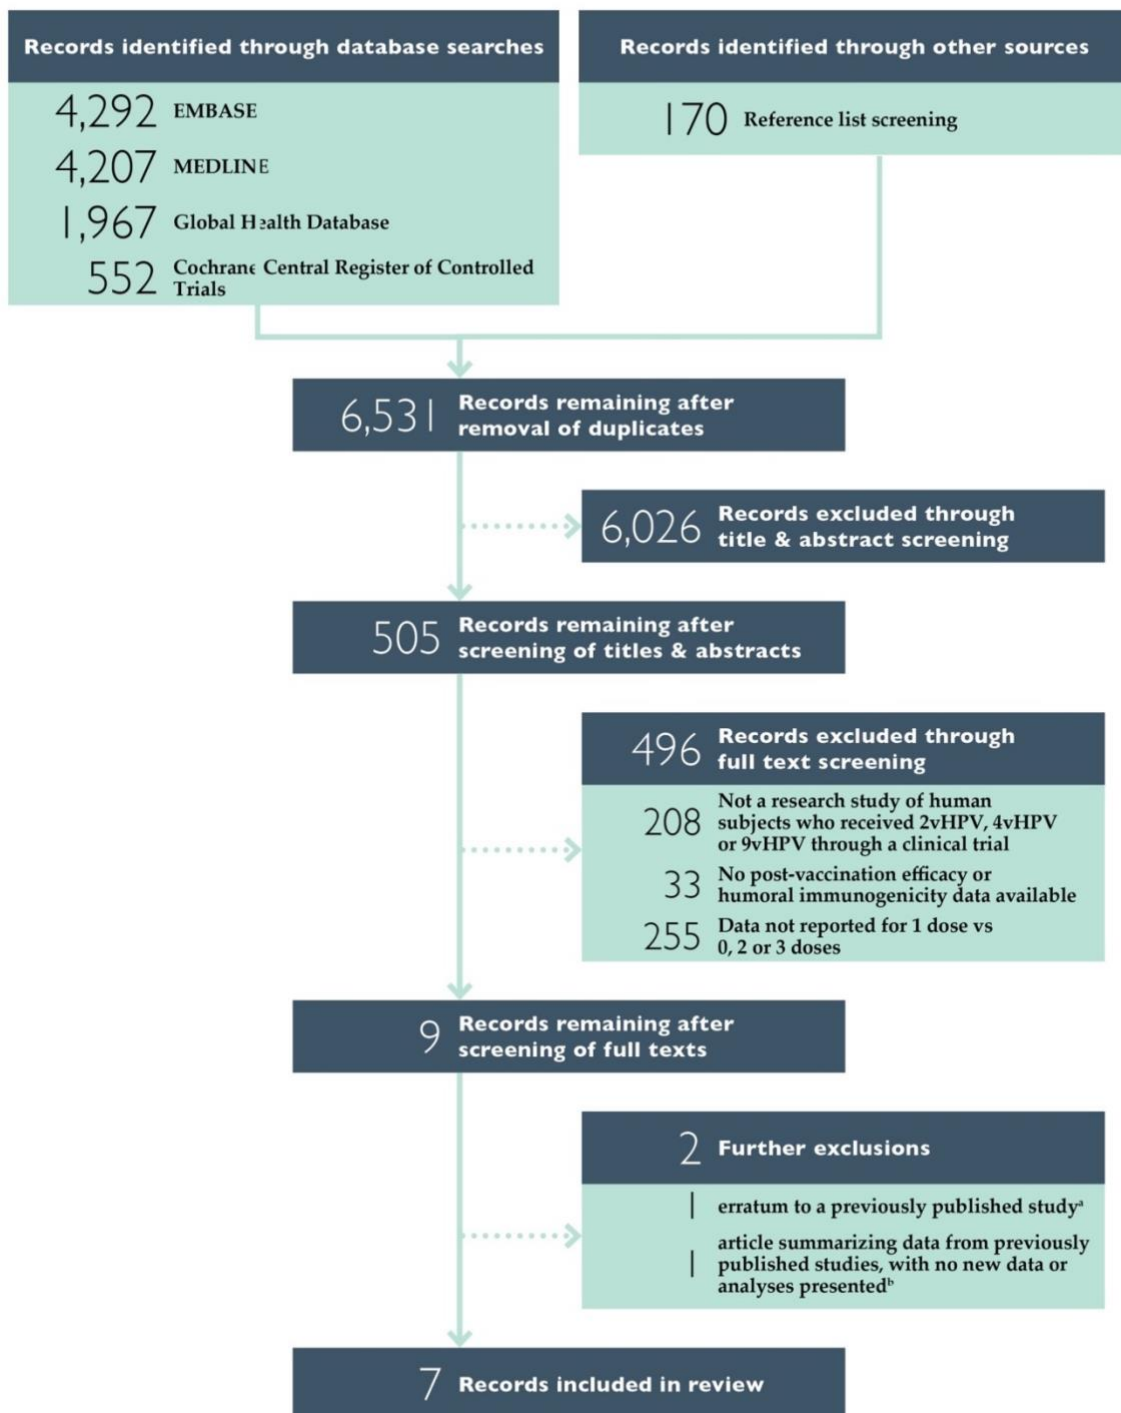 Records identified through database searches
4,292 EMBASE
4,207 MEDLINE
1,967 Global Health Database
552 Cochrane Central Register of Controlled
Trials
Records identified through other sources
170 Reference list screening
6,531 Records remaining after
removal of duplicates
6,026 Records excluded through
title & abstract screening
505 Records remaining after
screening of titles & abstracts
496 Records excluded through
full text screening
208 Not a research study of human
subjects who received 2vHPV, 4vHPV
or 9vHPV through a clinical trial
33 No post-vaccination efficacy or
humoral immunogenicity data available
255 Data not reported for 1 dose vs
0, 2 or 3 doses
9 Records remaining after
screening of full texts
2 Further exclusions
1 erratum to a previously published studyᵃ
1 article summarizing data from previously
published studies, with no new data or
analyses presentedᵇ
7 Records included in review